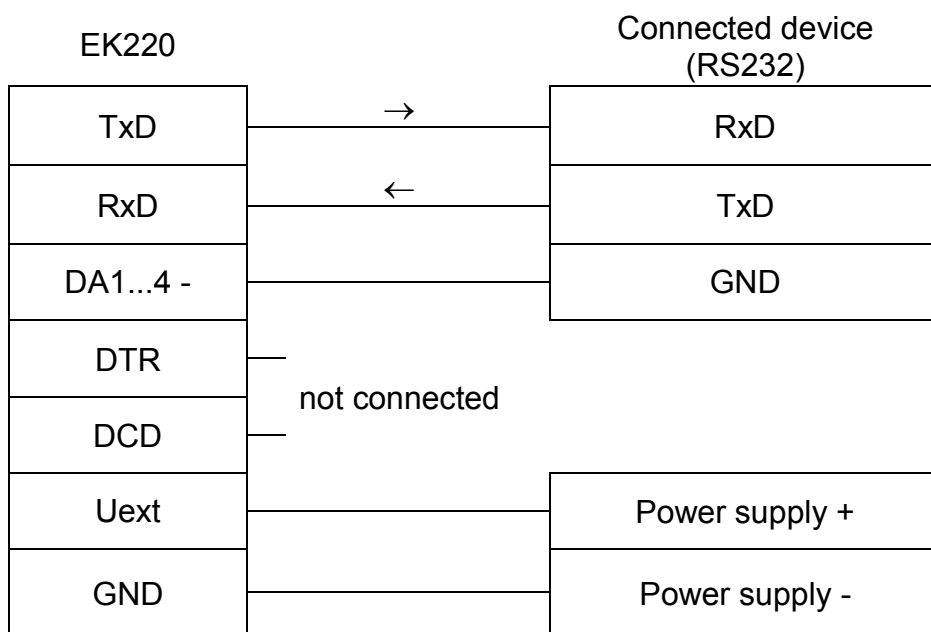 EK220
Connected device
(RS232)
TxD
→
RxD
RxD
←
TxD
DA1...4 -
GND
DTR
not connected
DCD
Uext
Power supply +
GND
Power supply -